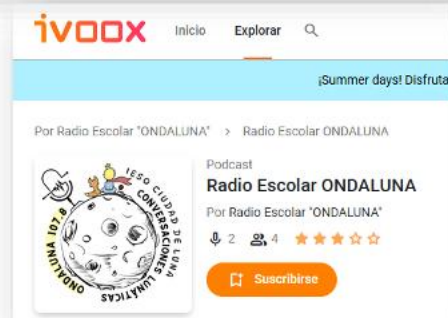 ivoox Inicio Explorar
¡Summer days! Disfruta
Por Radio Escolar "ONDALUNA" > Radio Escolar ONDALUNA
IESO CIUDAD DE LUNA
CONVERSACIONES LUNÁTICAS
ONDALUNA 107.8
Podcast
Radio Escolar ONDALUNA
Por Radio Escolar "ONDALUNA"
2 4
Suscribirse